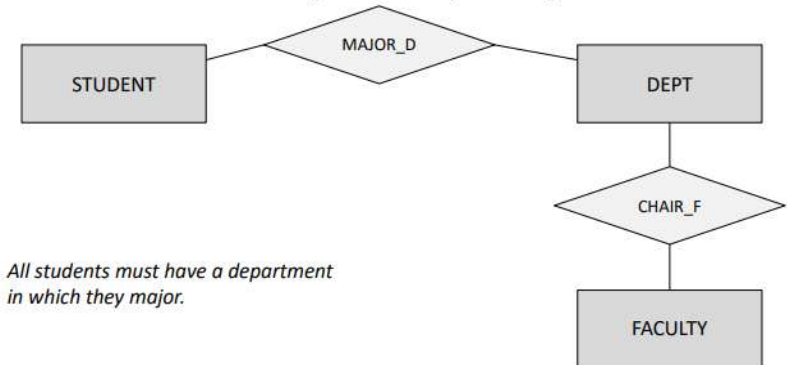 MAJOR_D
STUDENT
DEPT
CHAIR_F
All students must have a department
in which they major.
FACULTY